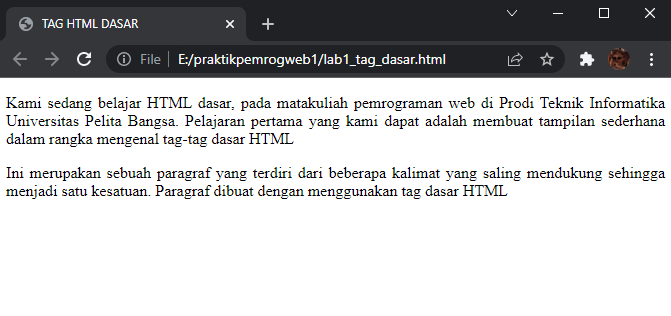 TAG HTML DASAR
File | E:/praktikpemrogweb1/lab1_tag_dasar.html
Kami sedang belajar HTML dasar, pada matakuliah pemrograman web di Prodi Teknik Informatika
Universitas Pelita Bangsa. Pelajaran pertama yang kami dapat adalah membuat tampilan sederhana
dalam rangka mengenal tag-tag dasar HTML
Ini merupakan sebuah paragraf yang terdiri dari beberapa kalimat yang saling mendukung sehingga
menjadi satu kesatuan. Paragraf dibuat dengan menggunakan tag dasar HTML